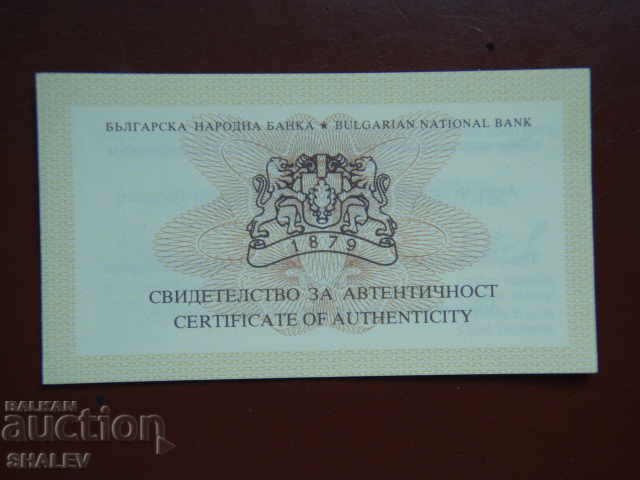 БЪЛГАРСКА НАРОДНА БАНКА ★ BULGARIAN NATIONAL BANK
1879
СВИДЕТЕЛСТВО ЗА АВТЕНТИЧНОСТ
CERTIFICATE OF AUTHENTICITY
BALKAN
auction
SHALEV